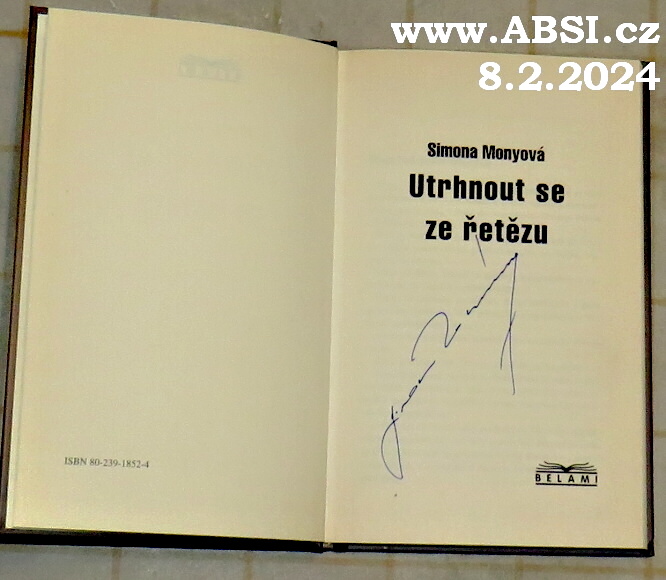 www.ABSI.cz
8.2.2024
Simona Monyová
Utrhnout se
ze řetězu
ISBN 80-239-1852-4
BELAMI